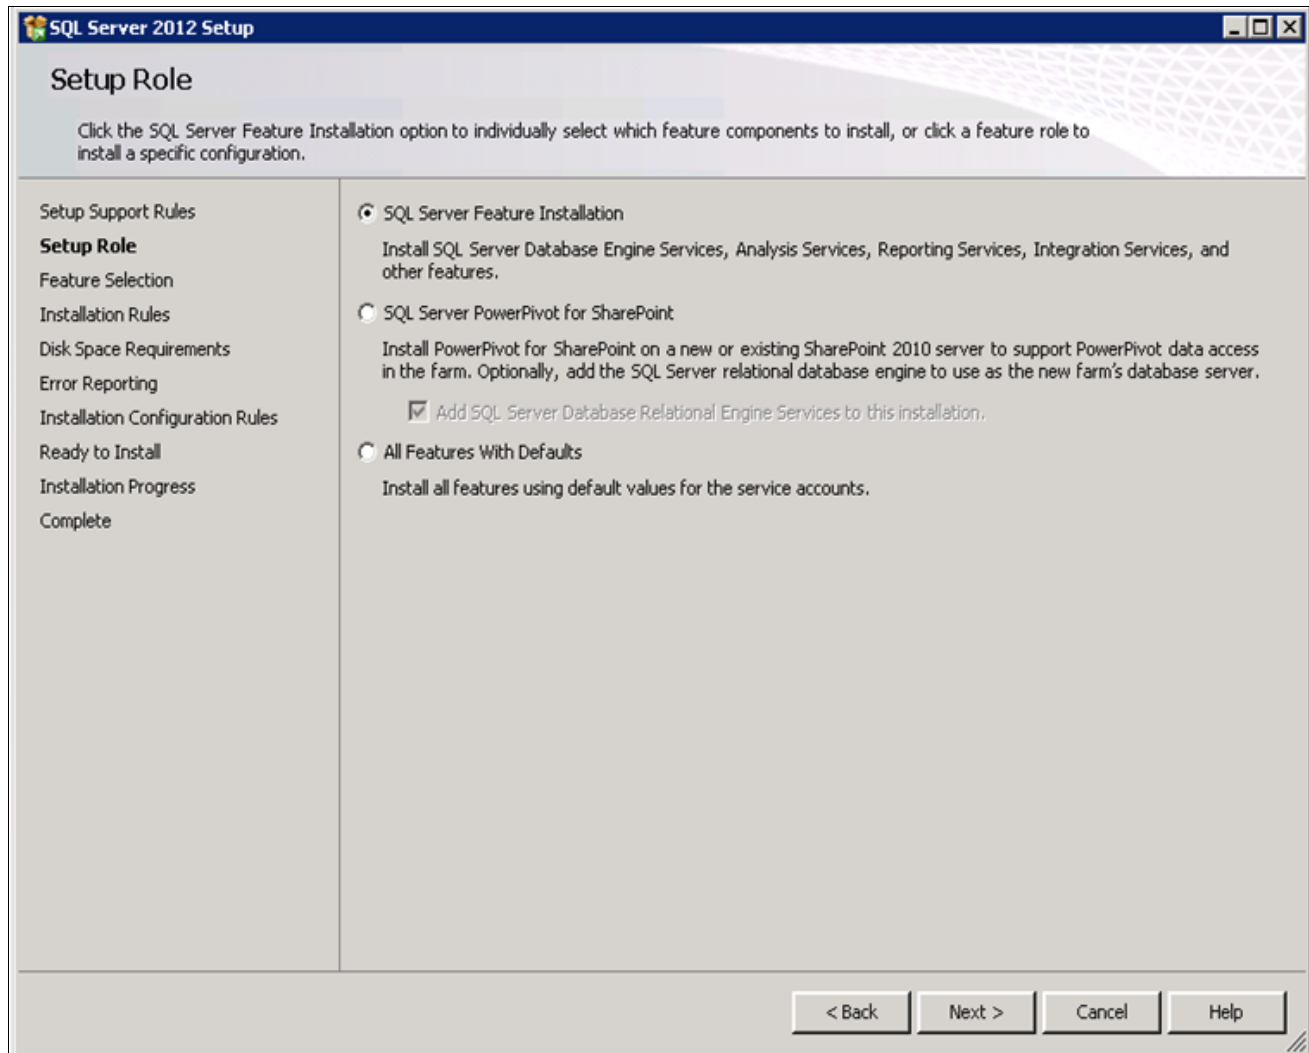 SQL Server 2012 Setup
Setup Role
Click the SQL Server Feature Installation option to individually select which feature components to install, or click a feature role to
install a specific configuration.
Setup Support Rules
Setup Role
Feature Selection
Installation Rules
Disk Space Requirements
Error Reporting
Installation Configuration Rules
Ready to Install
Installation Progress
Complete
SQL Server Feature Installation
Install SQL Server Database Engine Services, Analysis Services, Reporting Services, Integration Services, and
other features.
SQL Server PowerPivot for SharePoint
Install PowerPivot for SharePoint on a new or existing SharePoint 2010 server to support PowerPivot data access
in the farm. Optionally, add the SQL Server relational database engine to use as the new farm's database server.
Add SQL Server Database Relational Engine Services to this installation.
All Features With Defaults
Install all features using default values for the service accounts.
< Back
Next >
Cancel
Help